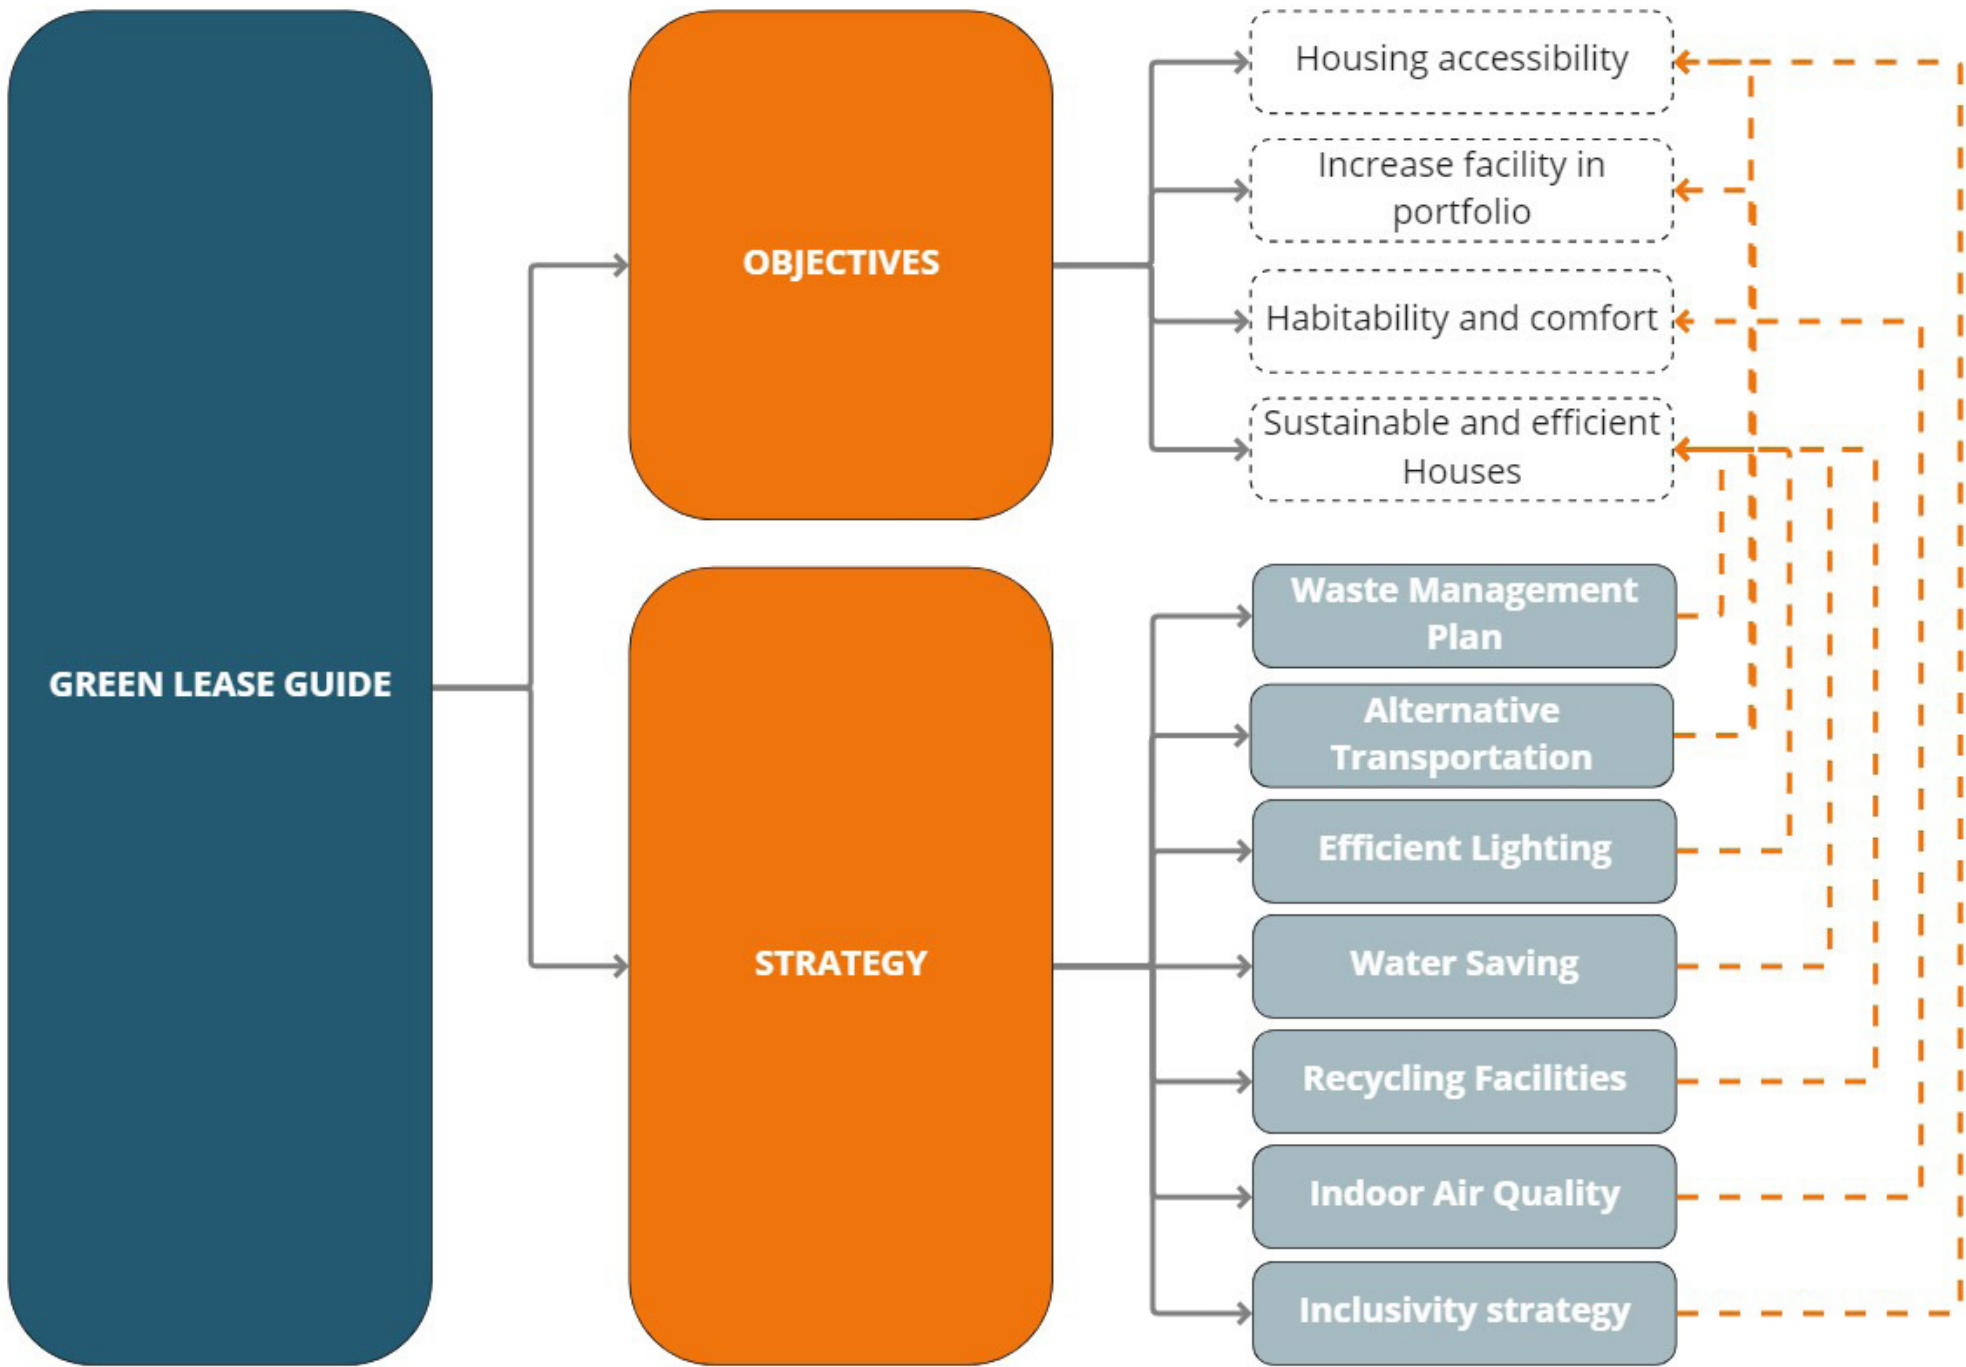 GREEN LEASE GUIDE
OBJECTIVES
Housing accessibility
Increase facility in
portfolio
Habitability and comfort
Sustainable and efficient
Houses
STRATEGY
Waste Management
Plan
Alternative
Transportation
Efficient Lighting
Water Saving
Recycling Facilities
Indoor Air Quality
Inclusivity strategy